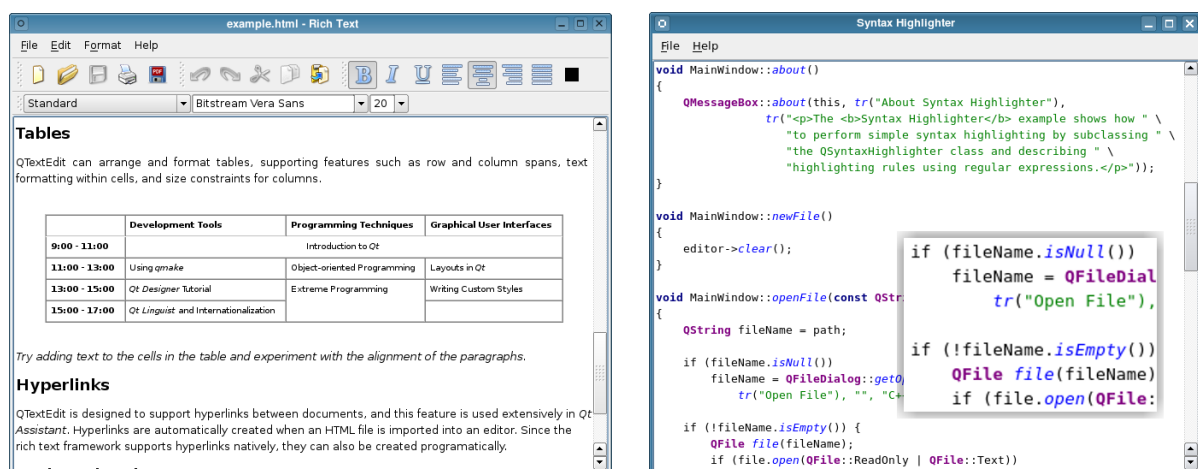 example.html - Rich Text
File Edit Format Help
PDF
B I U
Standard Bitstream Vera Sans 20
Tables
QTextEdit can arrange and format tables, supporting features such as row and column spans, text
formatting within cells, and size constraints for columns.
Development Tools Programming Techniques Graphical User Interfaces
9:00 - 11:00 Introduction to Qt
11:00 - 13:00 Using qmake Object-oriented Programming Layouts in Qt
13:00 - 15:00 Qt Designer Tutorial Extreme Programming Writing Custom Styles
15:00 - 17:00 Qt Linguist and Internationalization
Try adding text to the cells in the table and experiment with the alignment of the paragraphs.
Hyperlinks
QTextEdit is designed to support hyperlinks between documents, and this feature is used extensively in Qt
Assistant. Hyperlinks are automatically created when an HTML file is imported into an editor. Since the
rich text framework supports hyperlinks natively, they can also be created programatically.
Syntax Highlighter
File Help
void MainWindow::about()
{
QMessageBox::about(this, tr("About Syntax Highlighter"),
tr("<p>The <b>Syntax Highlighter</b> example shows how " \
"to perform simple syntax highlighting by subclassing " \
"the QSyntaxHighlighter class and describing " \
"highlighting rules using regular expressions.</p>"));
}
void MainWindow::newFile()
{
editor->clear();
}
void MainWindow::openFile(const QStr
{
QString fileName = path;
if (fileName.isNull())
fileName = QFileDialog::getO
tr("Open File"), "", "C+
if (!fileName.isEmpty()) {
QFile file(fileName);
if (file.open(QFile::ReadOnly | QFile::Text))
if (fileName.isNull())
fileName = QFileDial
tr("Open File"),
if (!fileName.isEmpty())
QFile file(fileName)
if (file.open(QFile: